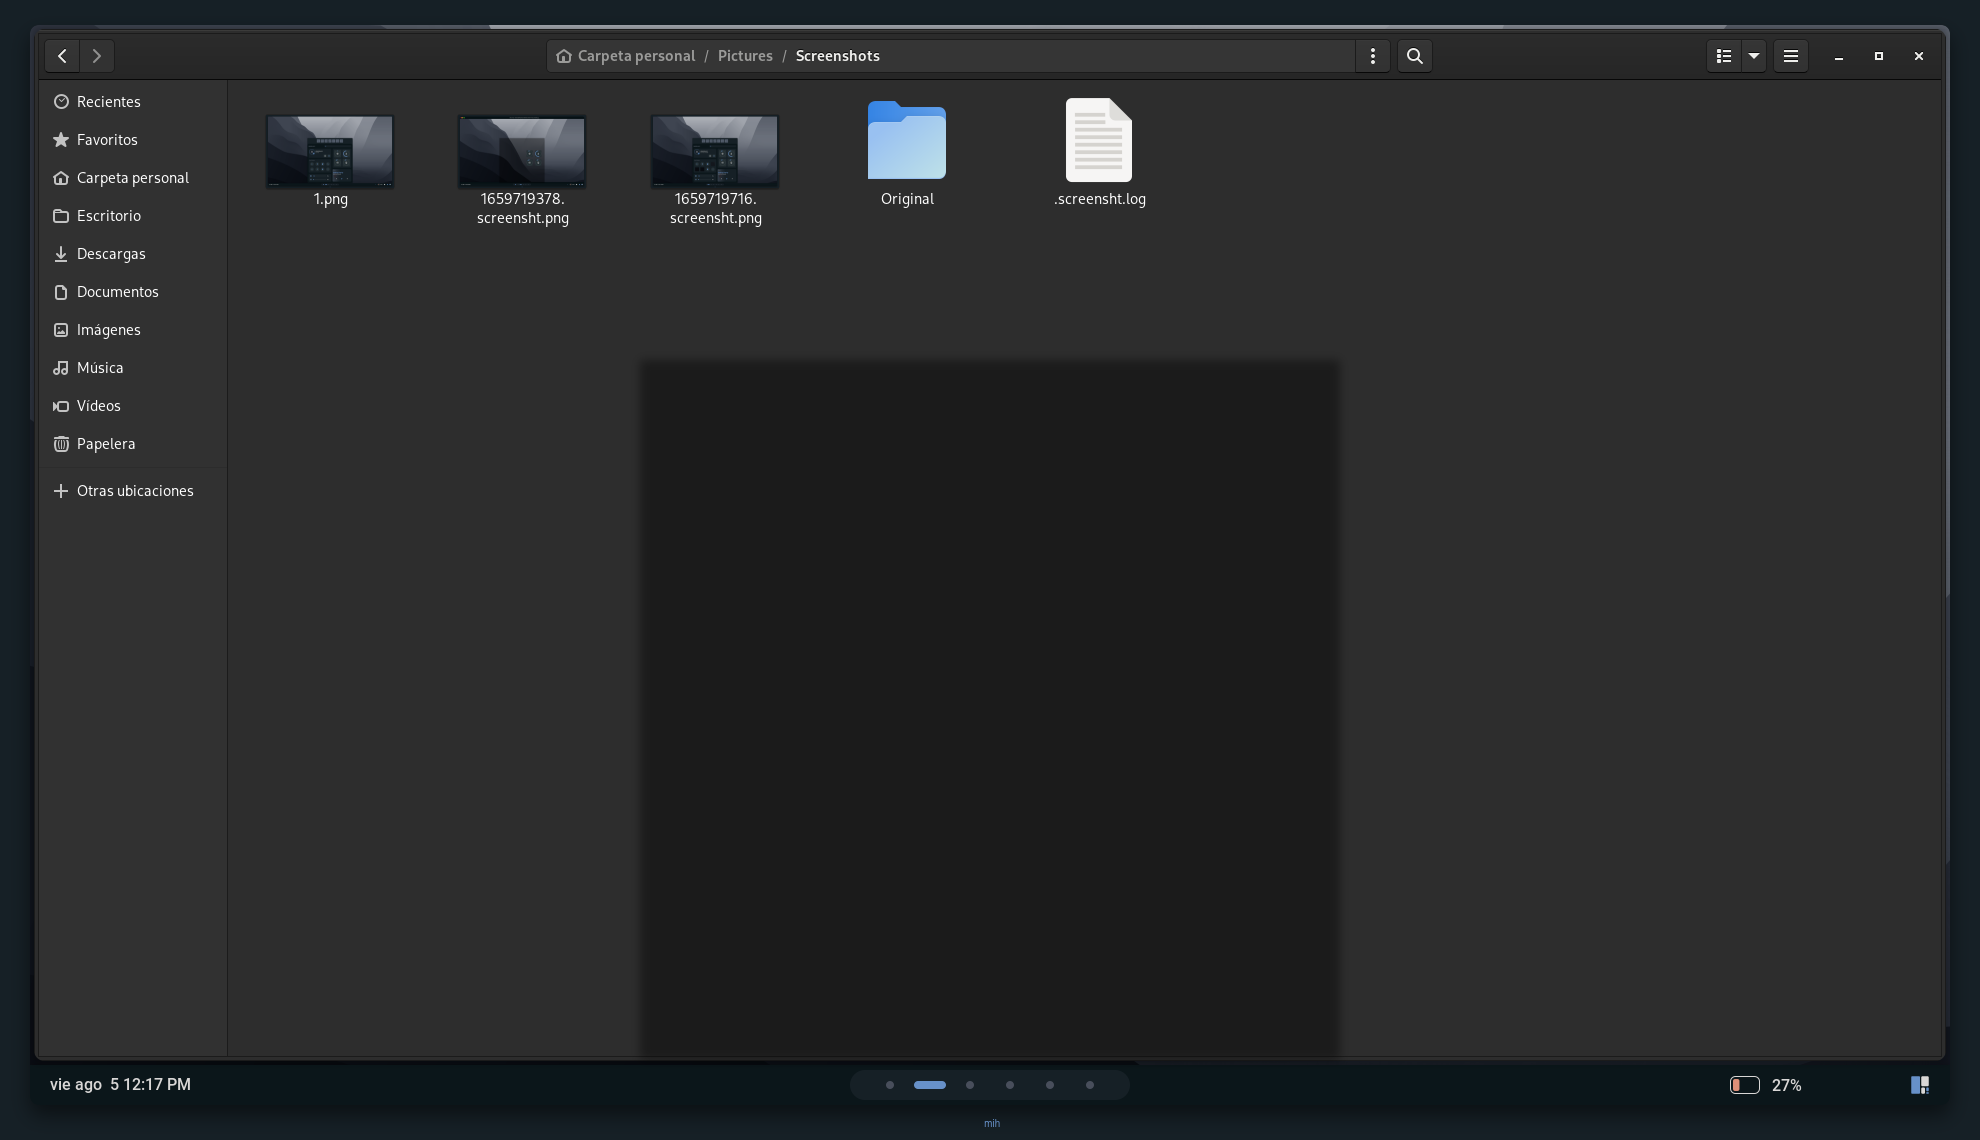 Carpeta personal / Pictures / Screenshots
Recientes
Favoritos
Carpeta personal
Escritorio
Descargas
Documentos
Imágenes
Música
Vídeos
Papelera
Otras ubicaciones
1.png
1659719378.
screensht.png
1659719716.
screensht.png
Original
.screensht.log
vie ago 5 12:17 PM
27%
mih